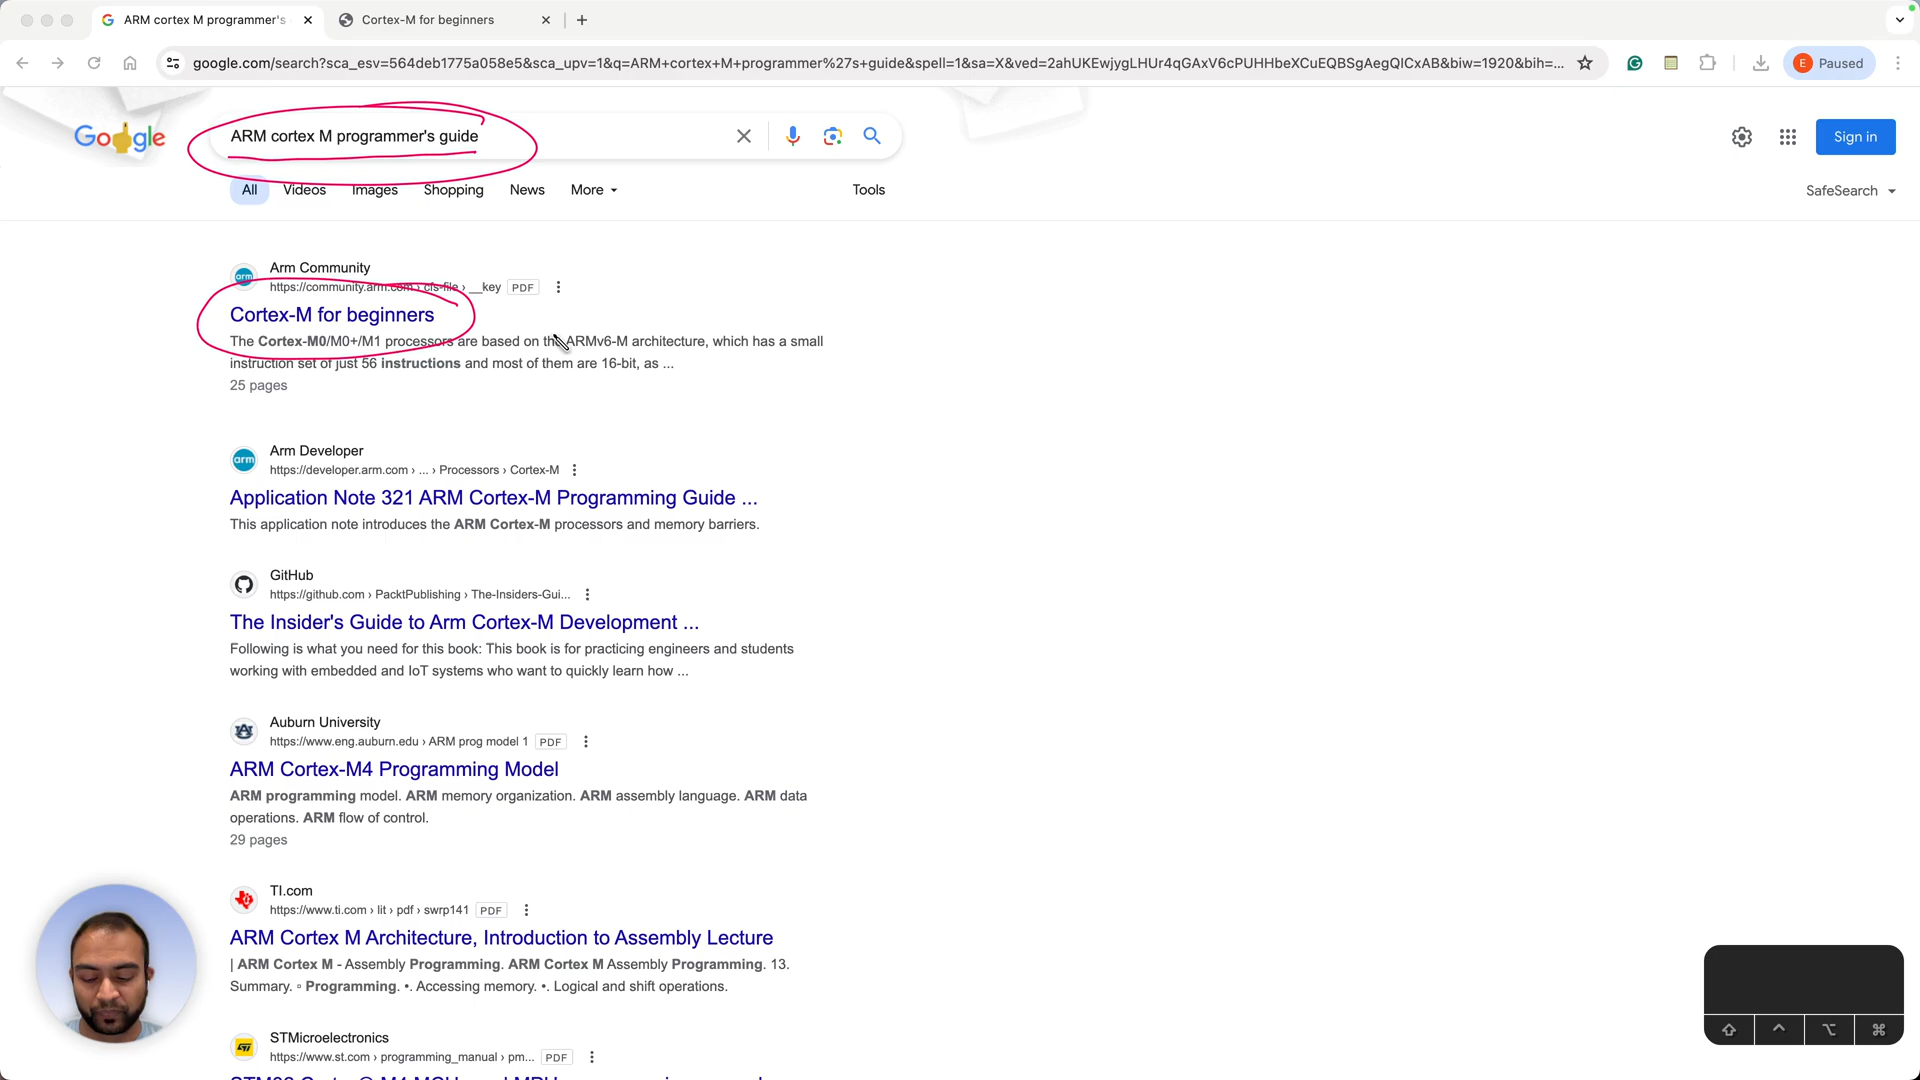 ARM cortex M programmer's
Cortex-M for beginners
google.com/search?sca_esv=564deb1775a058e5&sca_upv=1&q=ARM+cortex+M+programmer%27s+guide&spell=1&sa=X&ved=2ahUKEwjygLHUr4qGAxV6cPUHHbeXCuEQBSgAegQICxAB&biw=1920&bih=...
E Paused
Google
ARM cortex M programmer's guide
Sign in
All Videos Images Shopping News More Tools
SafeSearch
Arm Community
arm
https://community.arm.com › cfs-file › __key PDF
Cortex-M for beginners
The Cortex-M0/M0+/M1 processors are based on the ARMv6-M architecture, which has a small
instruction set of just 56 instructions and most of them are 16-bit, as ...
25 pages
Arm Developer
arm
https://developer.arm.com › ... › Processors › Cortex-M
Application Note 321 ARM Cortex-M Programming Guide ...
This application note introduces the ARM Cortex-M processors and memory barriers.
GitHub
https://github.com › PacktPublishing › The-Insiders-Gui...
The Insider's Guide to Arm Cortex-M Development ...
Following is what you need for this book: This book is for practicing engineers and students
working with embedded and IoT systems who want to quickly learn how ...
Auburn University
https://www.eng.auburn.edu › ARM prog model 1 PDF
ARM Cortex-M4 Programming Model
ARM programming model. ARM memory organization. ARM assembly language. ARM data
operations. ARM flow of control.
29 pages
TI.com
https://www.ti.com › lit › pdf › swrp141 PDF
ARM Cortex M Architecture, Introduction to Assembly Lecture
| ARM Cortex M - Assembly Programming. ARM Cortex M Assembly Programming. 13.
Summary. ▫ Programming. •. Accessing memory. •. Logical and shift operations.
STMicroelectronics
https://www.st.com › programming_manual › pm... PDF